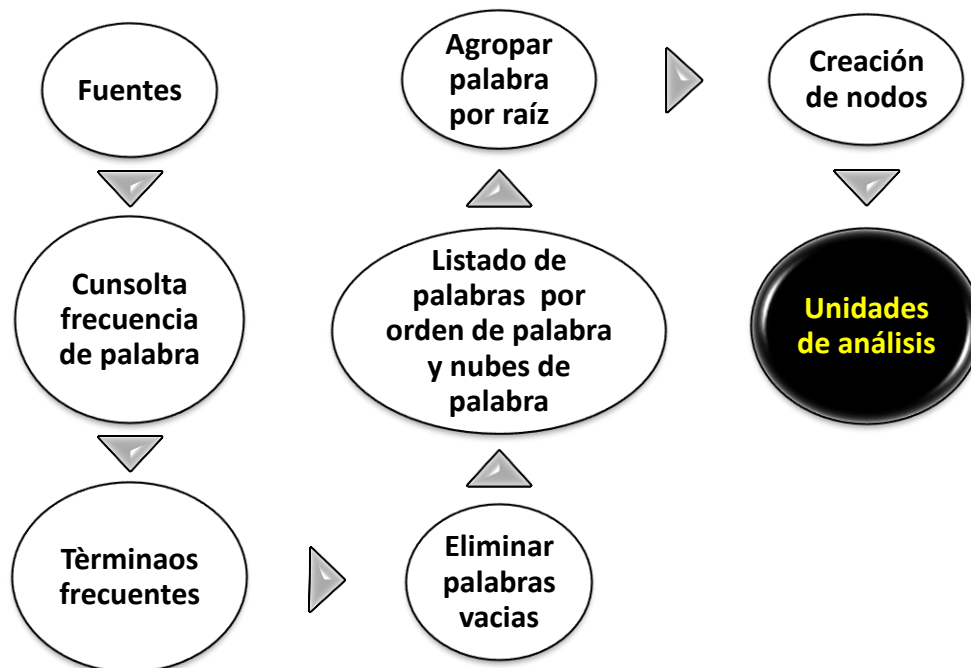 Fuentes
Cunsolta
frecuencia
de palabra
Tèrminaos
frecuentes
Eliminar
palabras
vacias
Listado de
palabras por
orden de palabra
y nubes de
palabra
Agropar
palabra
por raíz
Creación
de nodos
Unidades
de análisis